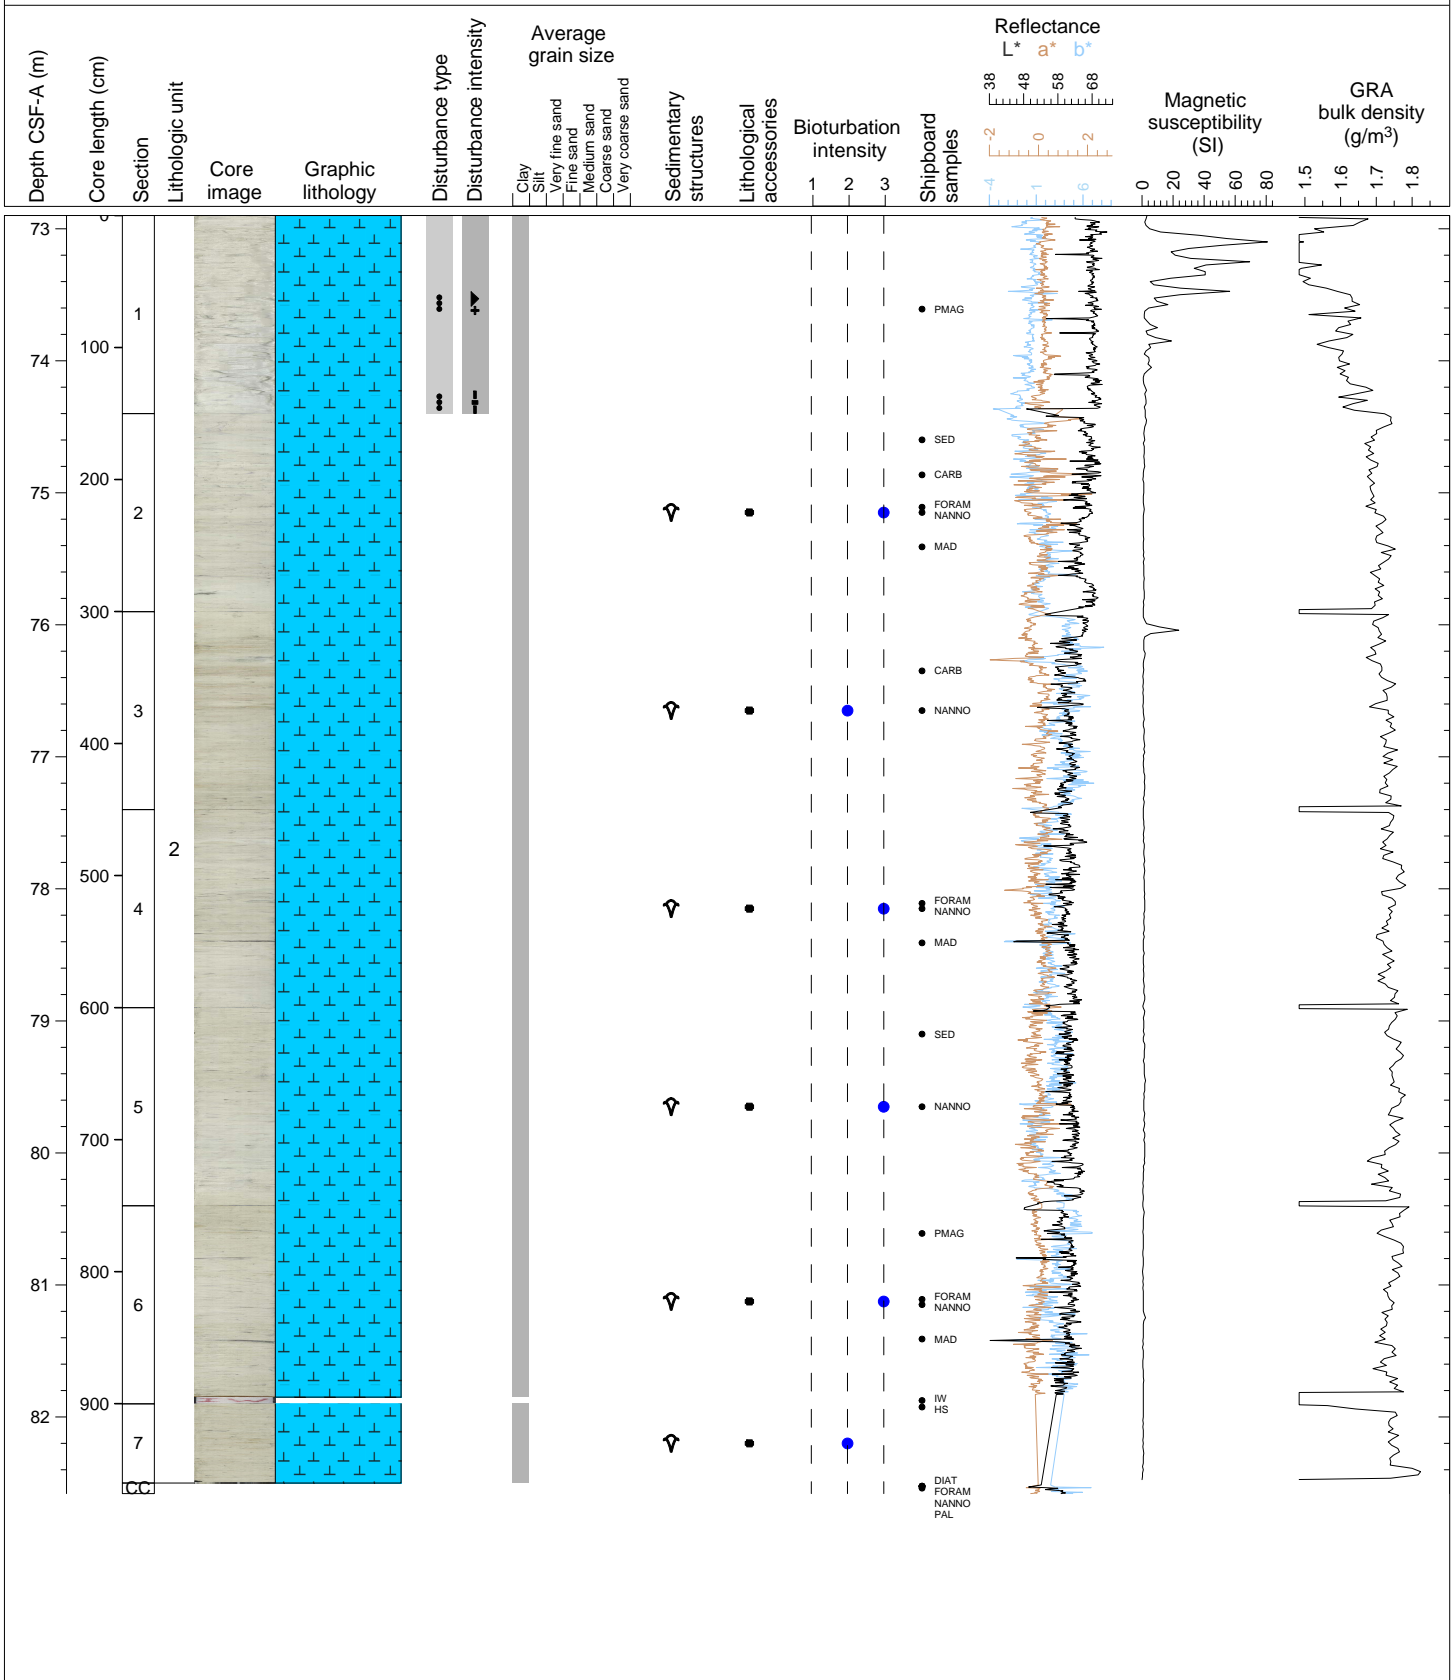 Depth CSF-A (m)
Core length (cm)
Section
Lithologic unit
Core
image
Graphic
lithology
Disturbance type
Disturbance intensity
Average
grain size
Clay
Silt
Very fine sand
Fine sand
Medium sand
Coarse sand
Very coarse sand
Sedimentary
structures
Lithological
accessories
Bioturbation
intensity
1 2 3
Shipboard
samples
Reflectance
L* a* b*
38 48 58 68
-2 0 2
-4 1 6
Magnetic
susceptibility
(SI)
0 20 40 60 80
GRA
bulk density
(g/m3)
1.5 1.6 1.7 1.8
0
73
1
PMAG
100
74
SED
CARB
200
75
2
FORAM
NANNO
MAD
300
76
CARB
3
NANNO
400
77
2
500
78
4
FORAM
NANNO
MAD
600
79
SED
5
NANNO
700
80
PMAG
800
81
6
FORAM
NANNO
MAD
IW
HS
900
82
7
CC
DIAT
FORAM
NANNO
PAL